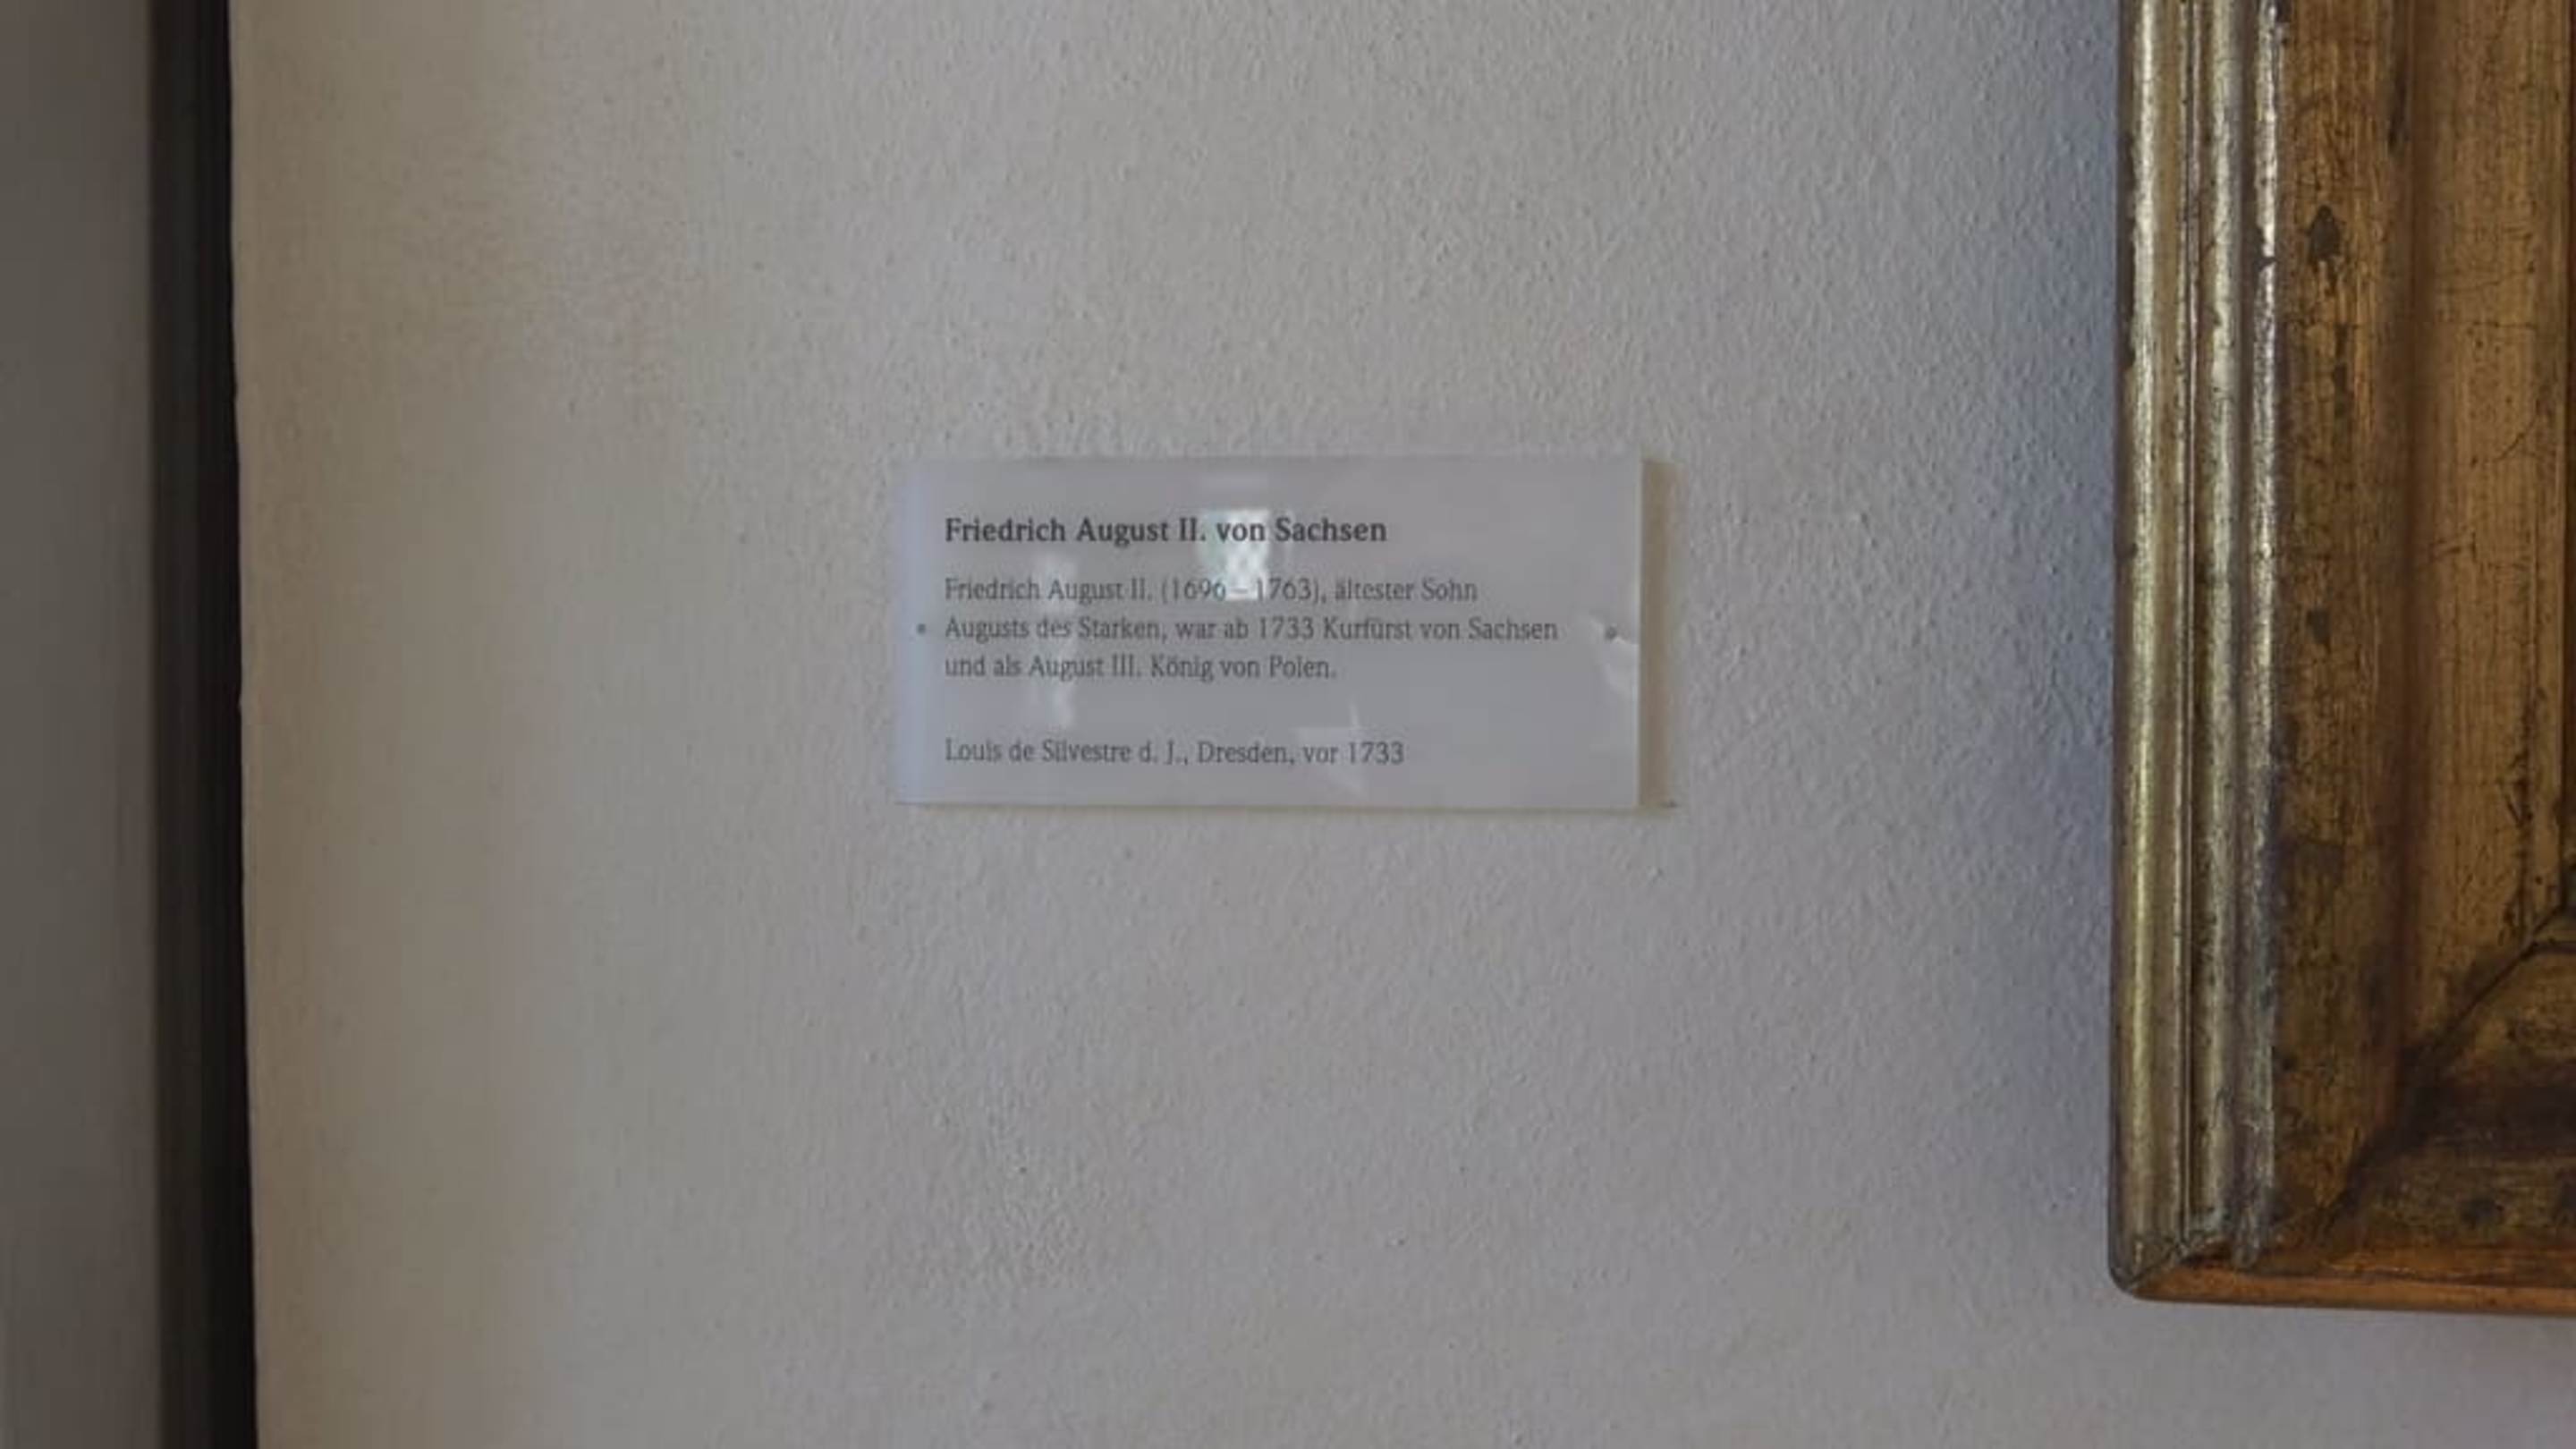 Friedrich August II. von Sachsen
Friedrich August II. (1696 – 1763), ältester Sohn
Augusts des Starken, war ab 1733 Kurfürst von Sachsen
und als August III. König von Polen.
Louis de Silvestre d. J., Dresden, vor 1733